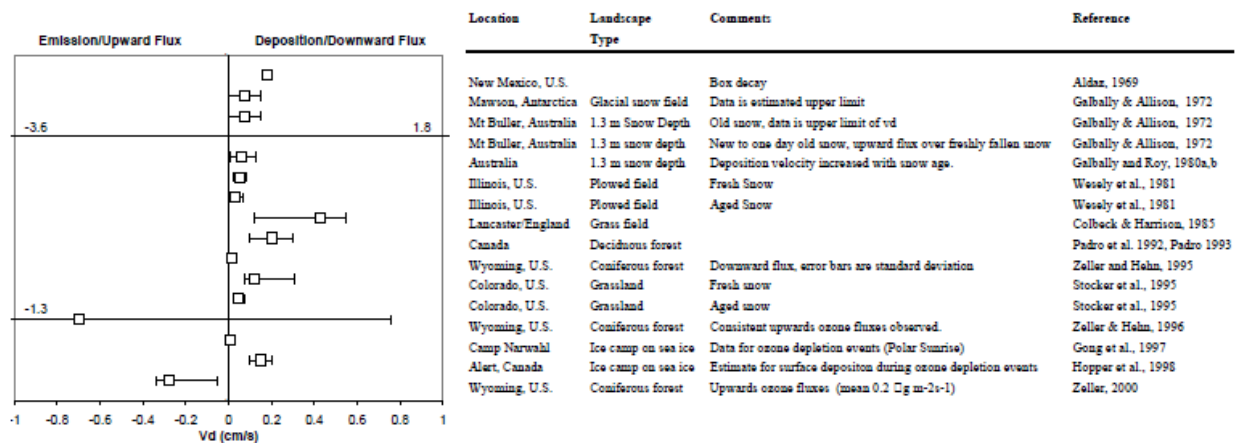 Location Landscape Comments Reference
Type
Emission/Upward Flux Deposition/Downward Flux
New Mexico, U.S. Box decay Aldaz, 1969
Mawson, Antarctica Glacial snow field Data is estimated upper limit Galbally & Allison, 1972
Mt Buller, Australia 1.3 m Snow Depth Old snow, data is upper limit of vd Galbally & Allison, 1972
-3.6 1.8
Mt Buller, Australia 1.3 m snow depth New to one day old snow, upward flux over freshly fallen snow Galbally & Allison, 1972
Australia 1.3 m snow depth Deposition velocity increased with snow age. Galbally and Roy, 1980a,b
Illinois, U.S. Plowed field Fresh Snow Wesely et al., 1981
Illinois, U.S. Plowed field Aged Snow Wesely et al., 1981
Lancaster/England Grass field Colbeck & Harrison, 1985
Canada Deciduous forest Padro et al. 1992, Padro 1993
Wyoming, U.S. Coniferous forest Downward flux, error bars are standard deviation Zeller and Hehn, 1995
Colorado, U.S. Grassland Fresh snow Stocker et al., 1995
Colorado, U.S. Grassland Aged snow Stocker et al., 1995
-1.3
Wyoming, U.S. Coniferous forest Consistent upwards ozone fluxes observed. Zeller & Hehn, 1996
Camp Narwahl Ice camp on sea ice Data for ozone depletion events (Polar Sunrise) Gong et al., 1997
Alert, Canada Ice camp on sea ice Estimate for surface depositon during ozone depletion events Hopper et al., 1998
Wyoming, U.S. Coniferous forest Upwards ozone fluxes (mean 0.2 □g m-2s-1) Zeller, 2000
-1 -0.8 -0.6 -0.4 -0.2 0 0.2 0.4 0.6 0.8 1
Vd (cm/s)